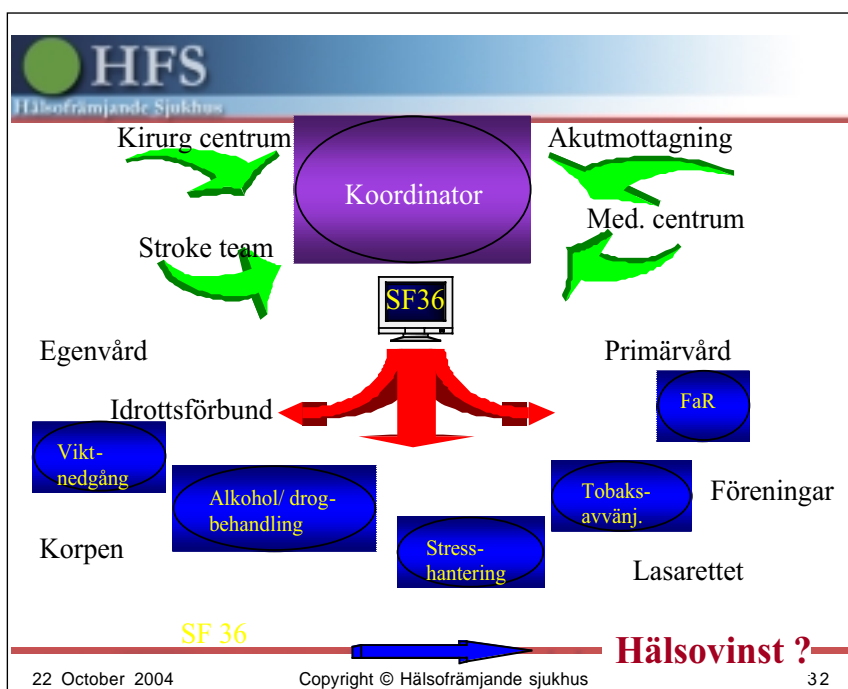 HFS
Hälsofrämjande Sjukhus
Kirurg centrum
Akutmottagning
Koordinator
Med. centrum
Stroke team
SF36
Egenvård
Primärvård
FaR
Idrottsförbund
Vikt-
nedgång
Alkohol/ drog-
behandling
Tobaks-
avvänj.
Föreningar
Korpen
Stress-
hantering
Lasarettet
SF 36
Hälsovinst ?
22 October 2004
Copyright © Hälsofrämjande sjukhus
32